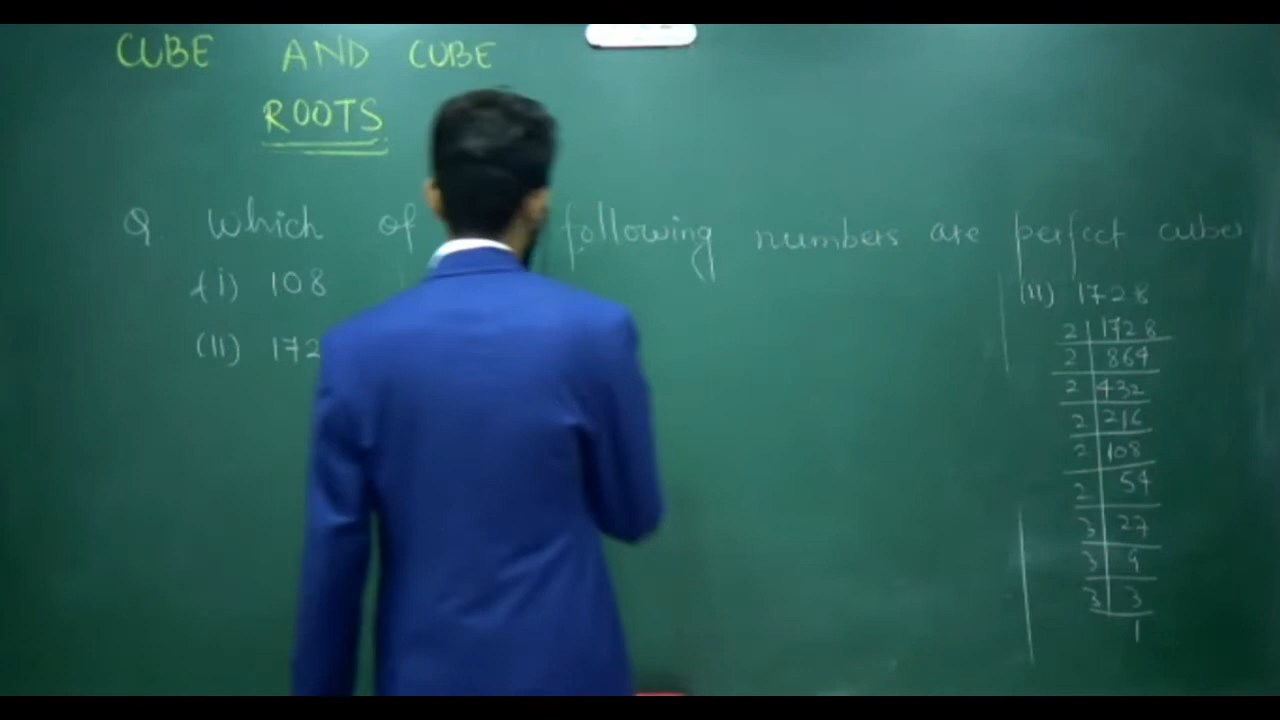 CUBE AND CUBE
ROOTS
Q. Which of following numbers are perfect cubes
(i) 108
(II) 172
(II) 1728
2 1728
2 864
2 432
2 216
2 108
2 54
3 27
3 9
3 3
1